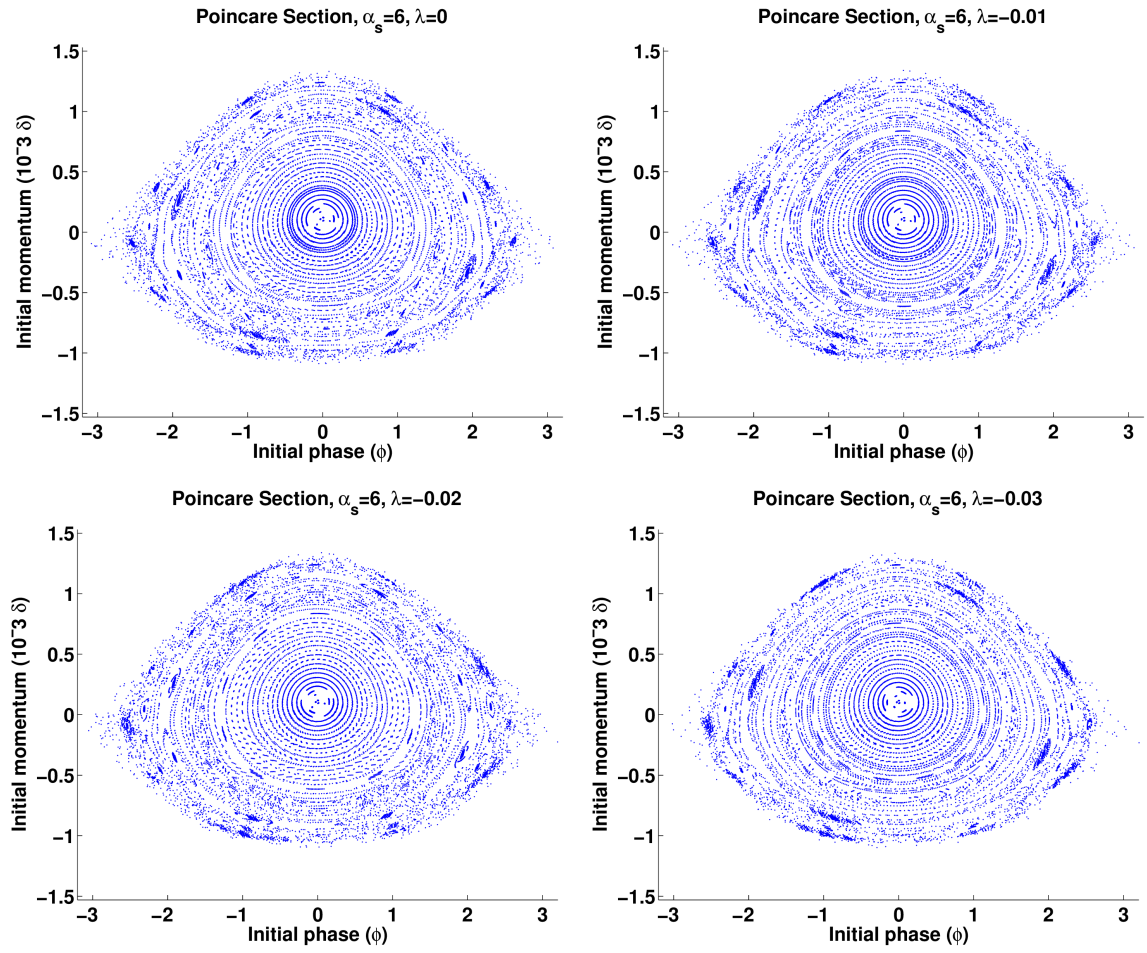 Poincare Section, αs=6, λ=0
1.5
1
0.5
0
−0.5
−1
−1.5
Initial momentum (10⁻3 δ)
−3 −2 −1 0 1 2 3
Initial phase (ϕ)
Poincare Section, αs=6, λ=−0.01
1.5
1
0.5
0
−0.5
−1
−1.5
Initial momentum (10⁻3 δ)
−3 −2 −1 0 1 2 3
Initial phase (ϕ)
Poincare Section, αs=6, λ=−0.02
1.5
1
0.5
0
−0.5
−1
−1.5
Initial momentum (10⁻3 δ)
−3 −2 −1 0 1 2 3
Initial phase (ϕ)
Poincare Section, αs=6, λ=−0.03
1.5
1
0.5
0
−0.5
−1
−1.5
Initial momentum (10⁻3 δ)
−3 −2 −1 0 1 2 3
Initial phase (ϕ)